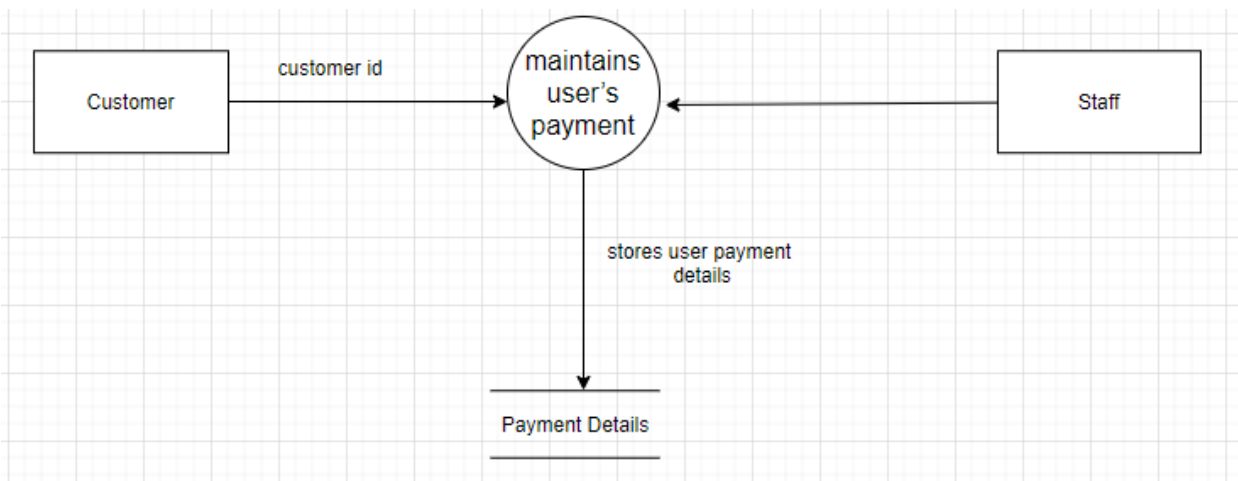 customer id
Customer
maintains
user’s
payment
Staff
stores user payment
details
Payment Details